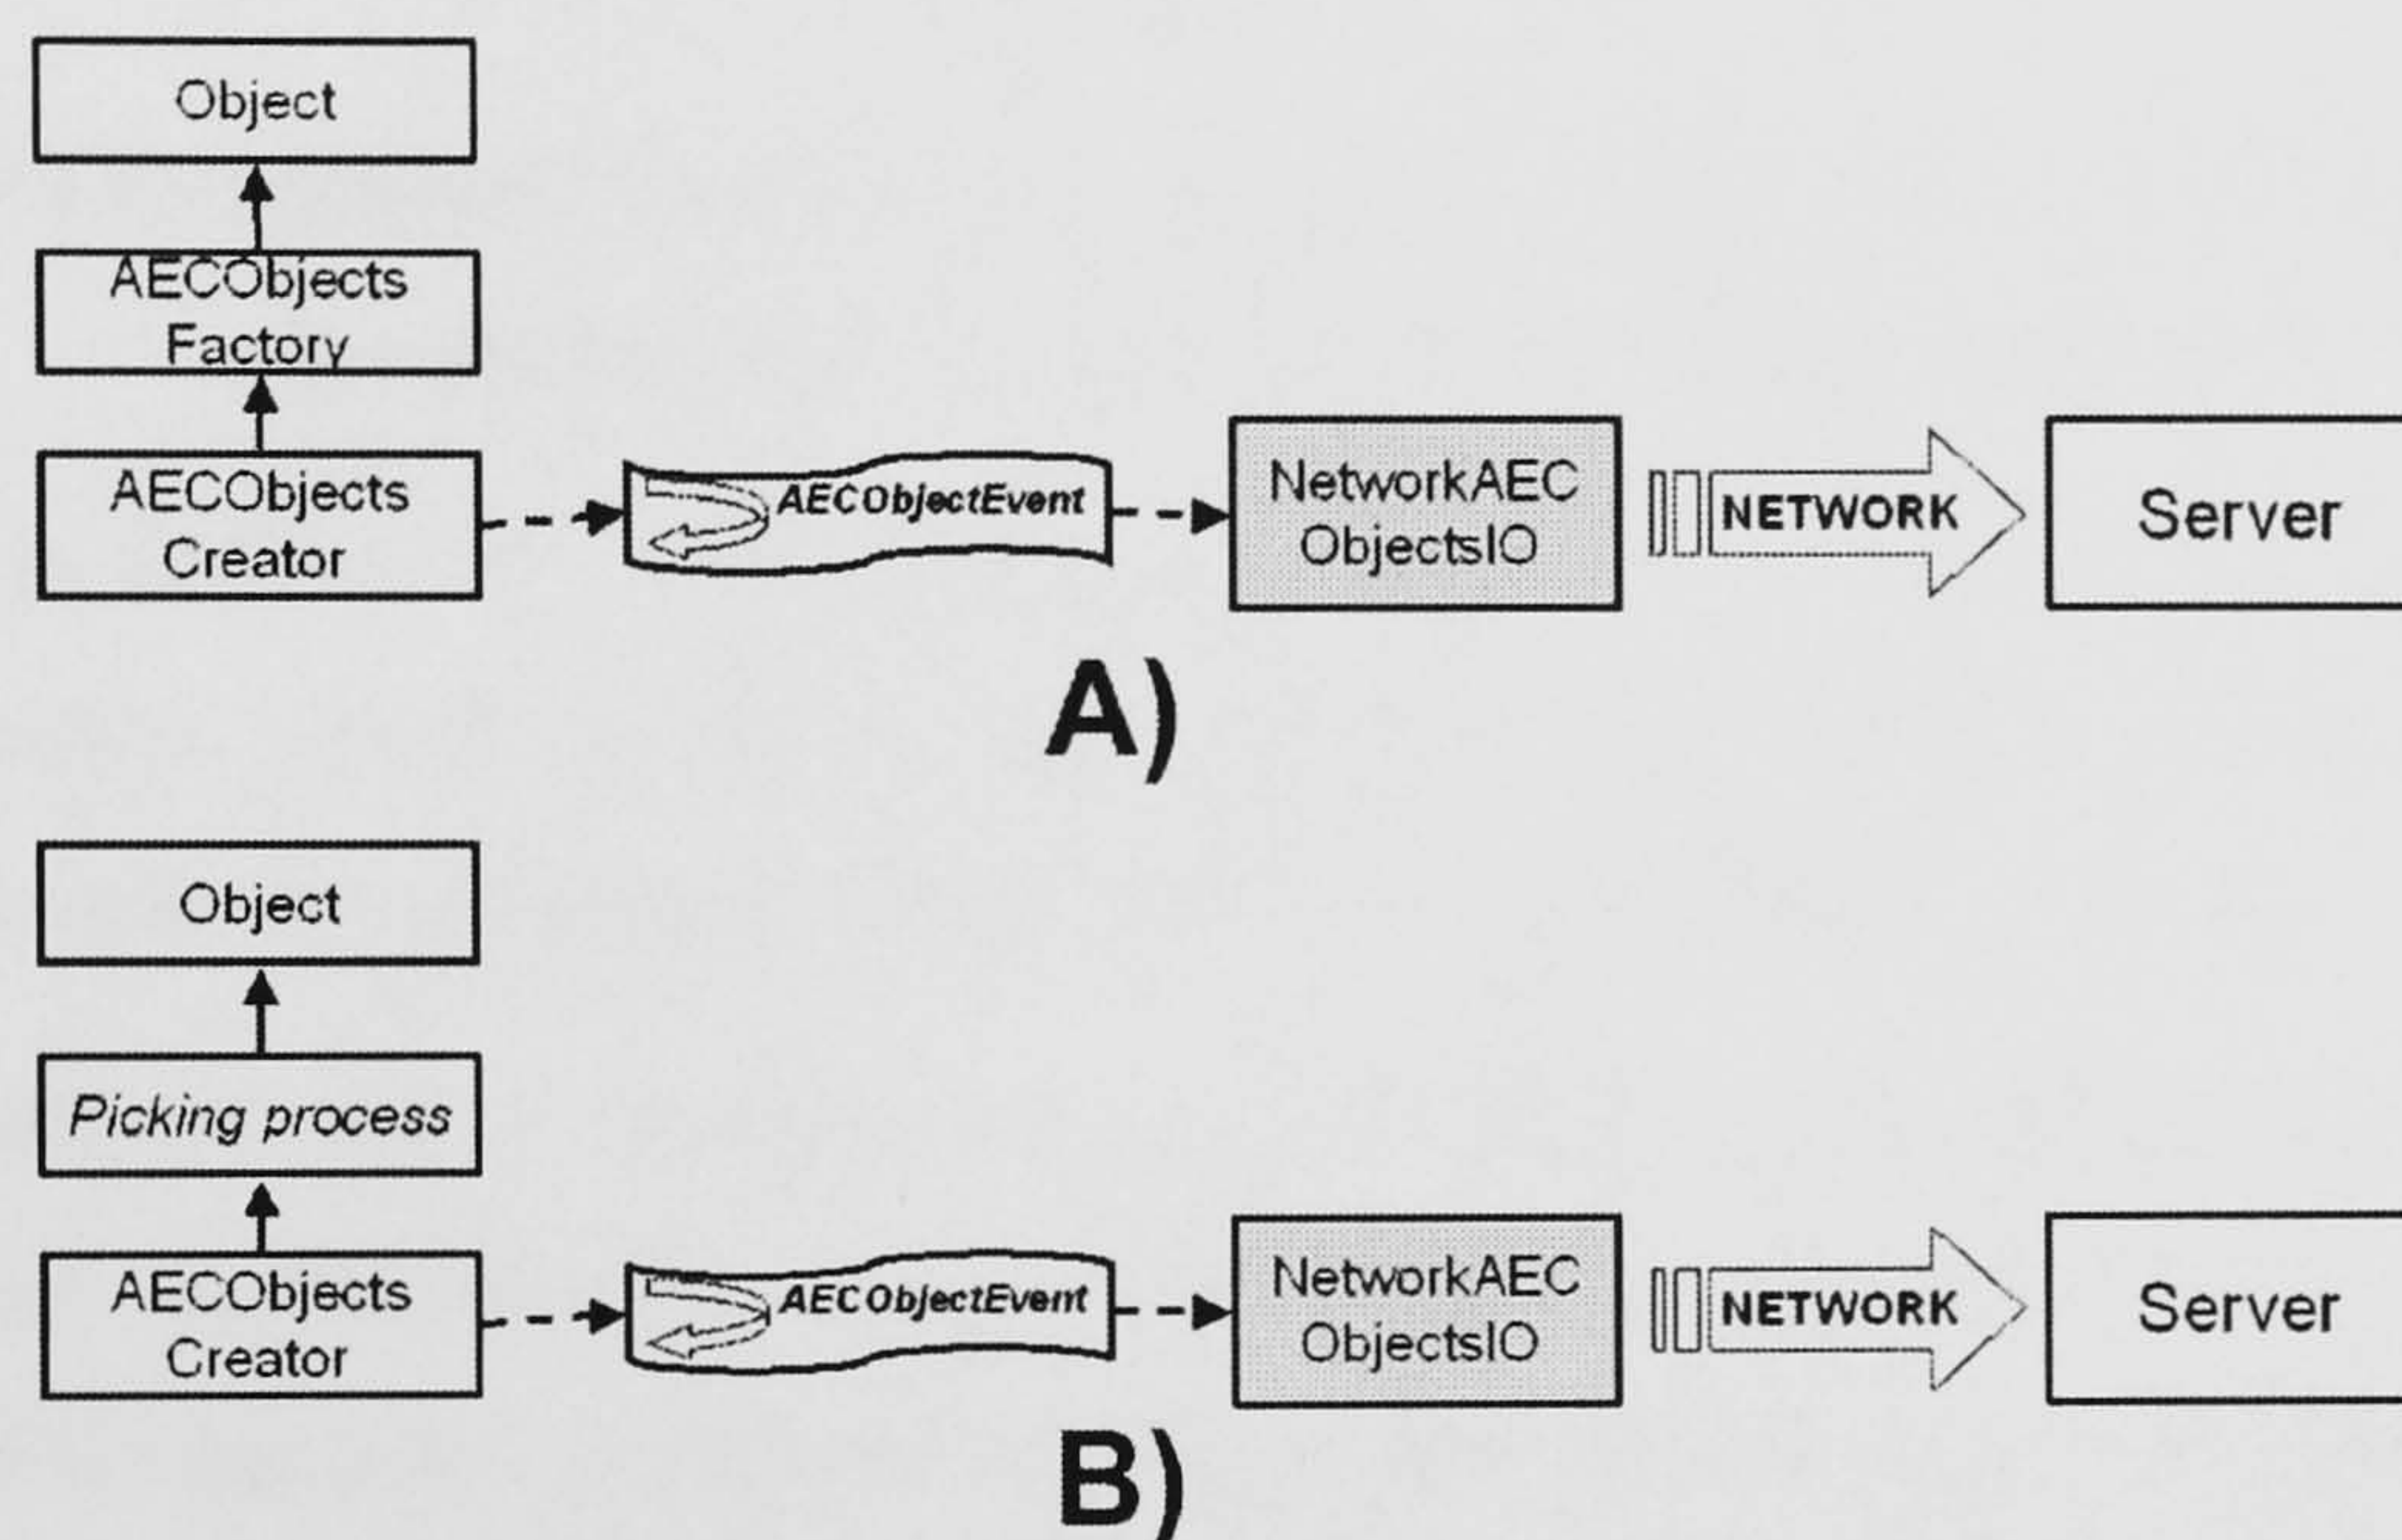 Object
AECObjects
Factory
AECObjects
Creator
AECObjectEvent
NetworkAEC
ObjectsIO
NETWORK
Server
A)
Object
Picking process
AECObjects
Creator
AECObjectEvent
NetworkAEC
ObjectsIO
NETWORK
Server
B)